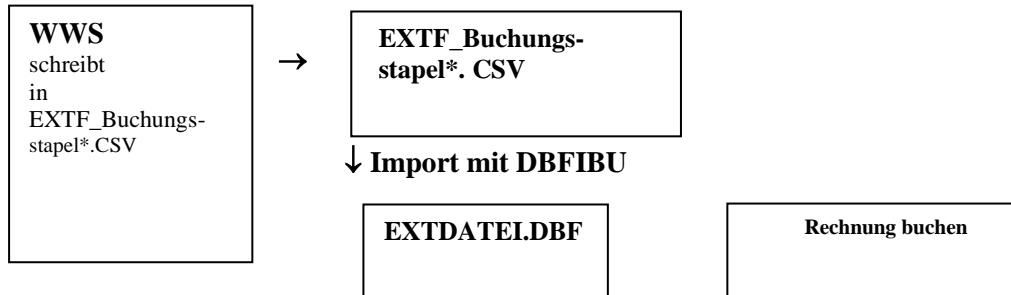 WWS
schreibt
in
EXTF_Buchungs-
stapel*.CSV
→
EXTF_Buchungs-
stapel*. CSV
↓ Import mit DBFIBU
EXTDATEI.DBF
Rechnung buchen